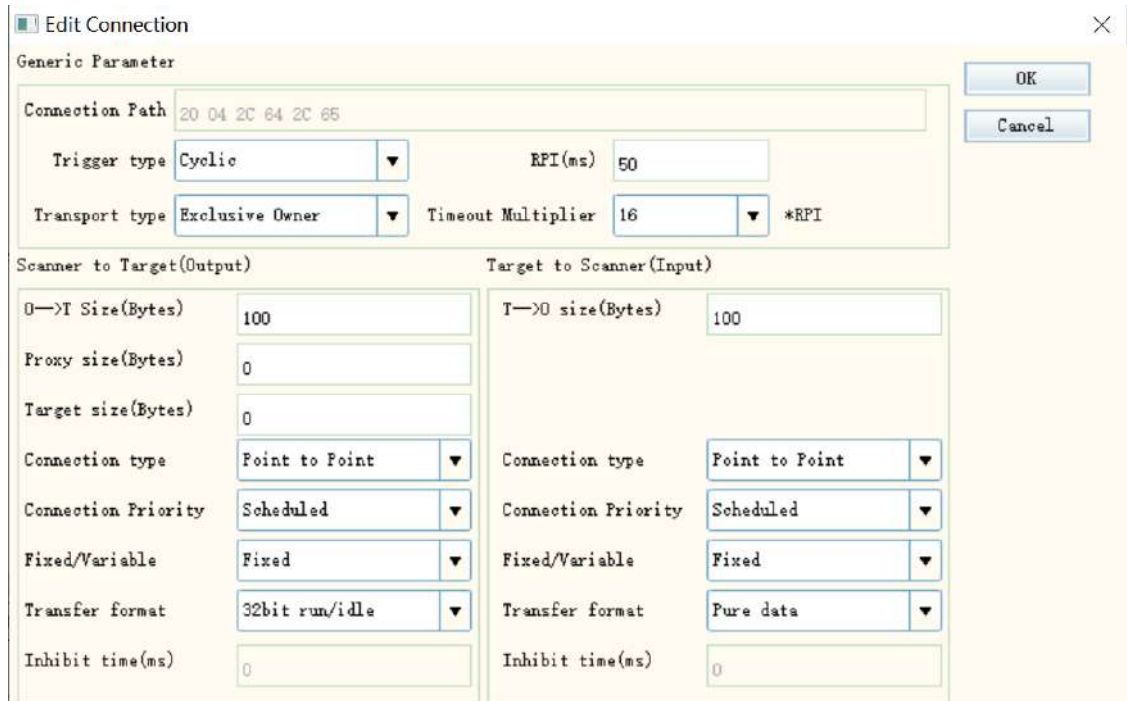 Edit Connection
Generic Parameter
OK
Connection Path 20 04 2C 64 2C 65
Cancel
Trigger type Cyclic RPI(ms) 50
Transport type Exclusive Owner Timeout Multiplier 16 *RPI
Scanner to Target(Output) Target to Scanner(Input)
O—>T Size(Bytes) 100 T—>O size(Bytes) 100
Proxy size(Bytes) 0
Target size(Bytes) 0
Connection type Point to Point Connection type Point to Point
Connection Priority Scheduled Connection Priority Scheduled
Fixed/Variable Fixed Fixed/Variable Fixed
Transfer format 32bit run/idle Transfer format Pure data
Inhibit time(ms) 0 Inhibit time(ms) 0